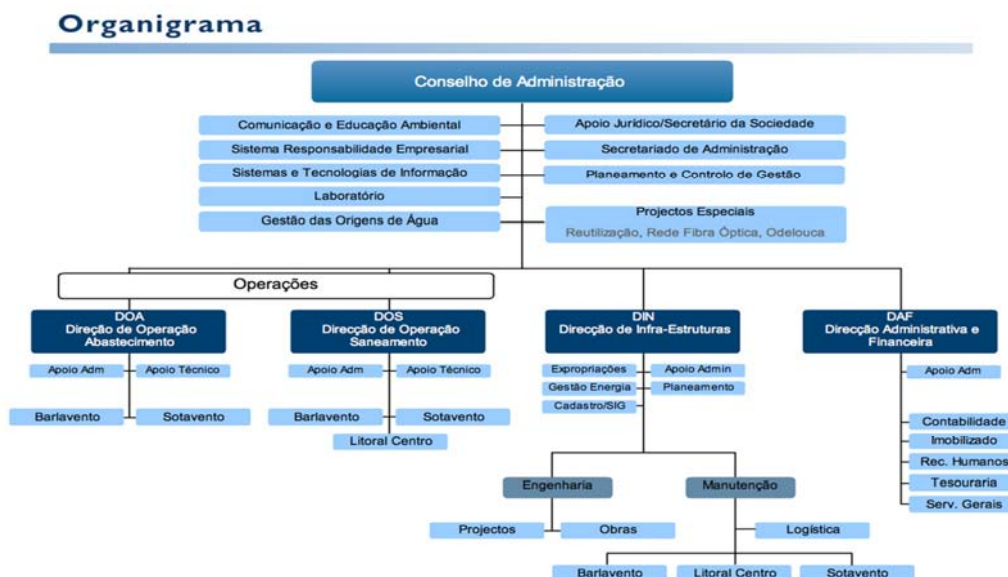 Organigrama
Conselho de Administração
Comunicação e Educação Ambiental
Apoio Jurídico/Secretário da Sociedade
Sistema Responsabilidade Empresarial
Secretariado de Administração
Sistemas e Tecnologias de Informação
Planeamento e Controlo de Gestão
Laboratório
Gestão das Origens de Água
Projectos Especiais
Reutilização, Rede Fibra Óptica, Odelouca
Operações
DOA
Direção de Operação
Abastecimento
Apoio Adm
Apoio Técnico
Barlavento
Sotavento
DOS
Direcção de Operação
Saneamento
Apoio Adm
Apoio Técnico
Barlavento
Sotavento
Litoral Centro
DIN
Direcção de Infra-Estruturas
Expropriações
Apoio Admin
Gestão Energia
Planeamento
Cadastro/SIG
Engenharia
Projectos
Obras
Manutenção
Logística
Barlavento
Litoral Centro
Sotavento
DAF
Direcção Administrativa e
Financeira
Apoio Adm
Contabilidade
Imobilizado
Rec. Humanos
Tesouraria
Serv. Gerais